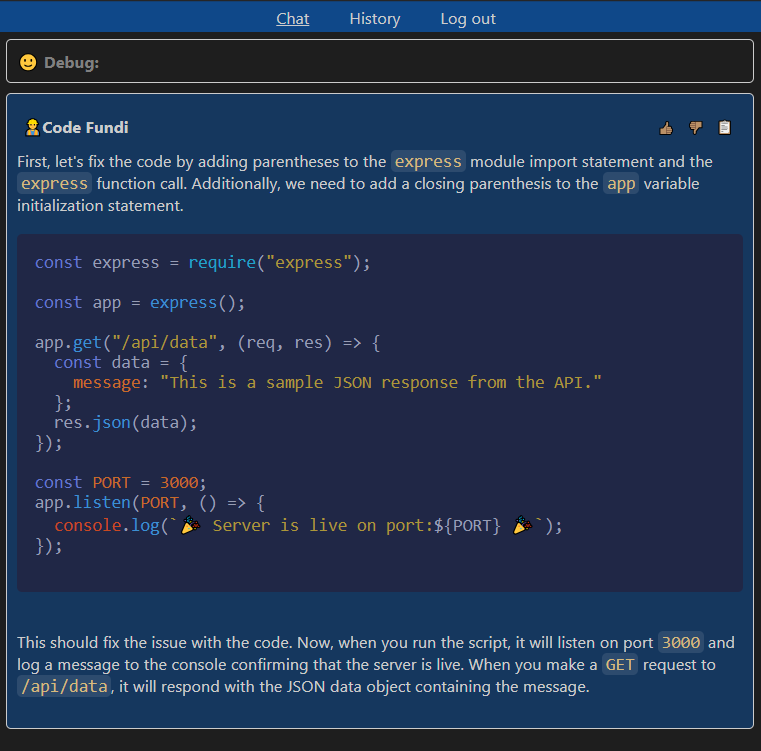 Chat History Log out
🙂 Debug:
👷Code Fundi 👍🏽 👎🏽 📋
First, let's fix the code by adding parentheses to the express module import statement and the
express function call. Additionally, we need to add a closing parenthesis to the app variable
initialization statement.
const express = require("express");
const app = express();
app.get("/api/data", (req, res) => {
  const data = {
    message: "This is a sample JSON response from the API."
  };
  res.json(data);
});
const PORT = 3000;
app.listen(PORT, () => {
  console.log(`🎉 Server is live on port:${PORT} 🎉`);
});
This should fix the issue with the code. Now, when you run the script, it will listen on port 3000 and
log a message to the console confirming that the server is live. When you make a GET request to
/api/data, it will respond with the JSON data object containing the message.